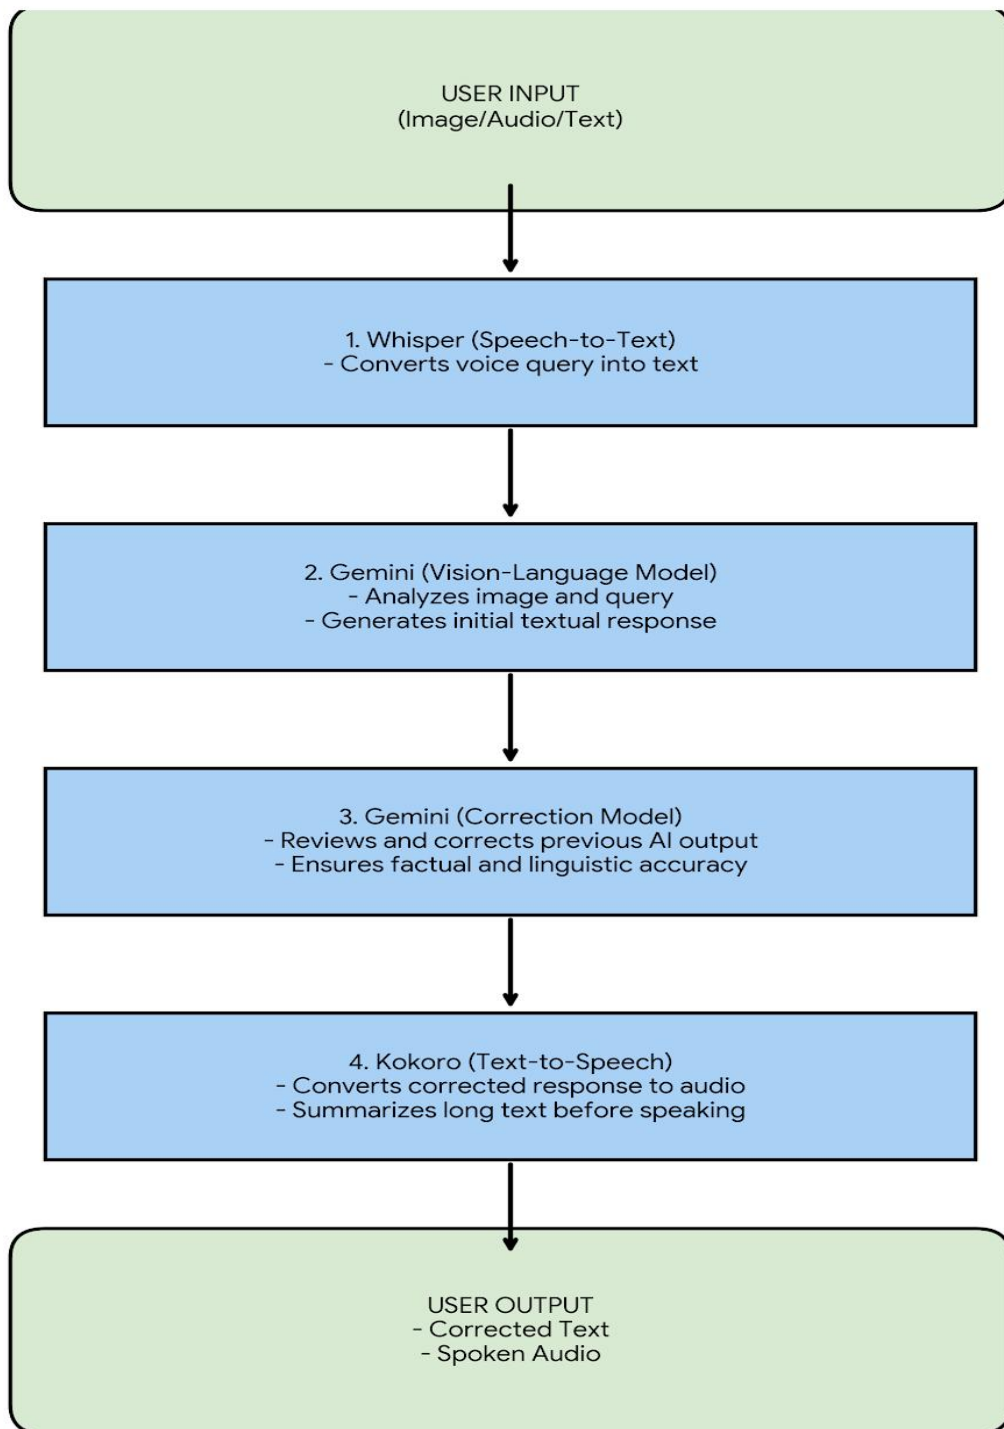 USER INPUT
(Image/Audio/Text)
1. Whisper (Speech-to-Text)
- Converts voice query into text
2. Gemini (Vision-Language Model)
- Analyzes image and query
- Generates initial textual response
3. Gemini (Correction Model)
- Reviews and corrects previous AI output
- Ensures factual and linguistic accuracy
4. Kokoro (Text-to-Speech)
- Converts corrected response to audio
- Summarizes long text before speaking
USER OUTPUT
- Corrected Text
- Spoken Audio